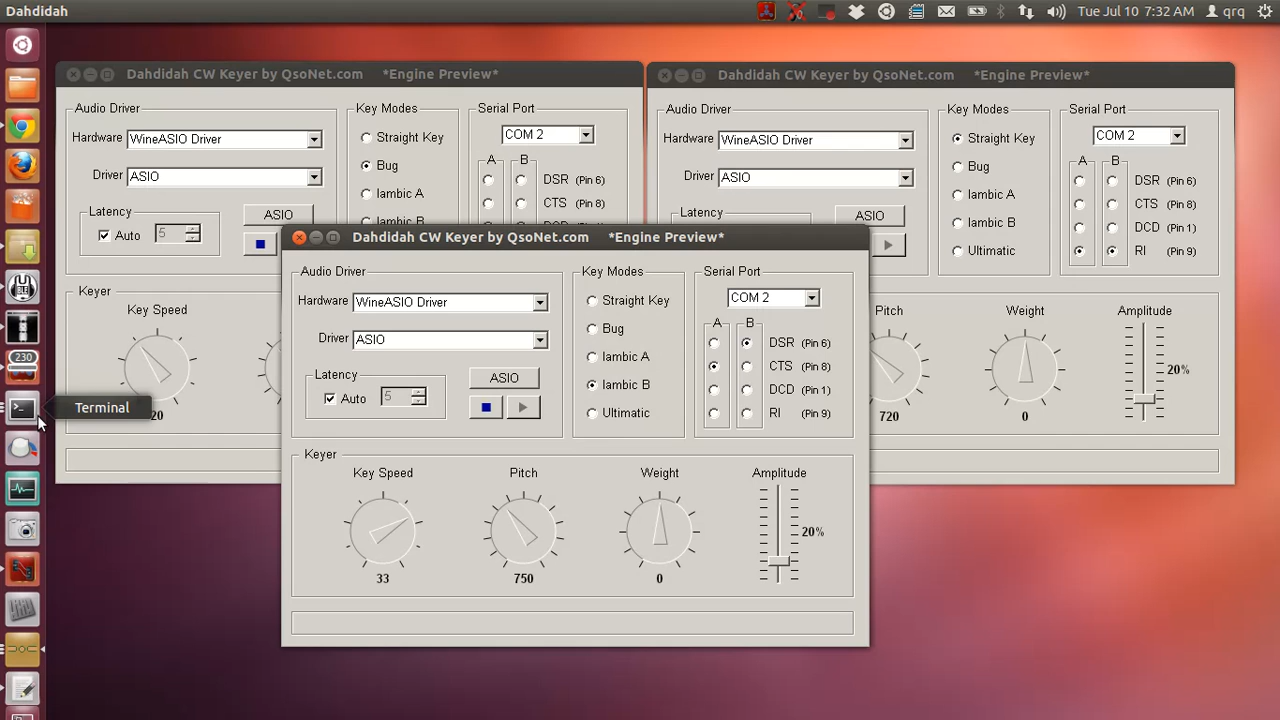 Dahdidah
Tue Jul 10 7:32 AM
qrq
Dahdidah CW Keyer by QsoNet.com *Engine Preview*
Audio Driver
Hardware
WineASIO Driver
Driver
ASIO
Latency
Auto
5
ASIO
Key Modes
Straight Key
Bug
Iambic A
Iambic B
Serial Port
COM 2
A B
DSR (Pin 6)
CTS (Pin 8)
Keyer
Key Speed
20
Dahdidah CW Keyer by QsoNet.com *Engine Preview*
Audio Driver
Hardware
WineASIO Driver
Driver
ASIO
Latency
ASIO
Key Modes
Straight Key
Bug
Iambic A
Iambic B
Ultimatic
Serial Port
COM 2
A B
DSR (Pin 6)
CTS (Pin 8)
DCD (Pin 1)
RI (Pin 9)
Pitch
720
Weight
0
Amplitude
20%
Dahdidah CW Keyer by QsoNet.com *Engine Preview*
Audio Driver
Hardware
WineASIO Driver
Driver
ASIO
Latency
Auto
5
ASIO
Key Modes
Straight Key
Bug
Iambic A
Iambic B
Ultimatic
Serial Port
COM 2
A B
DSR (Pin 6)
CTS (Pin 8)
DCD (Pin 1)
RI (Pin 9)
Keyer
Key Speed
33
Pitch
750
Weight
0
Amplitude
20%
230
Terminal